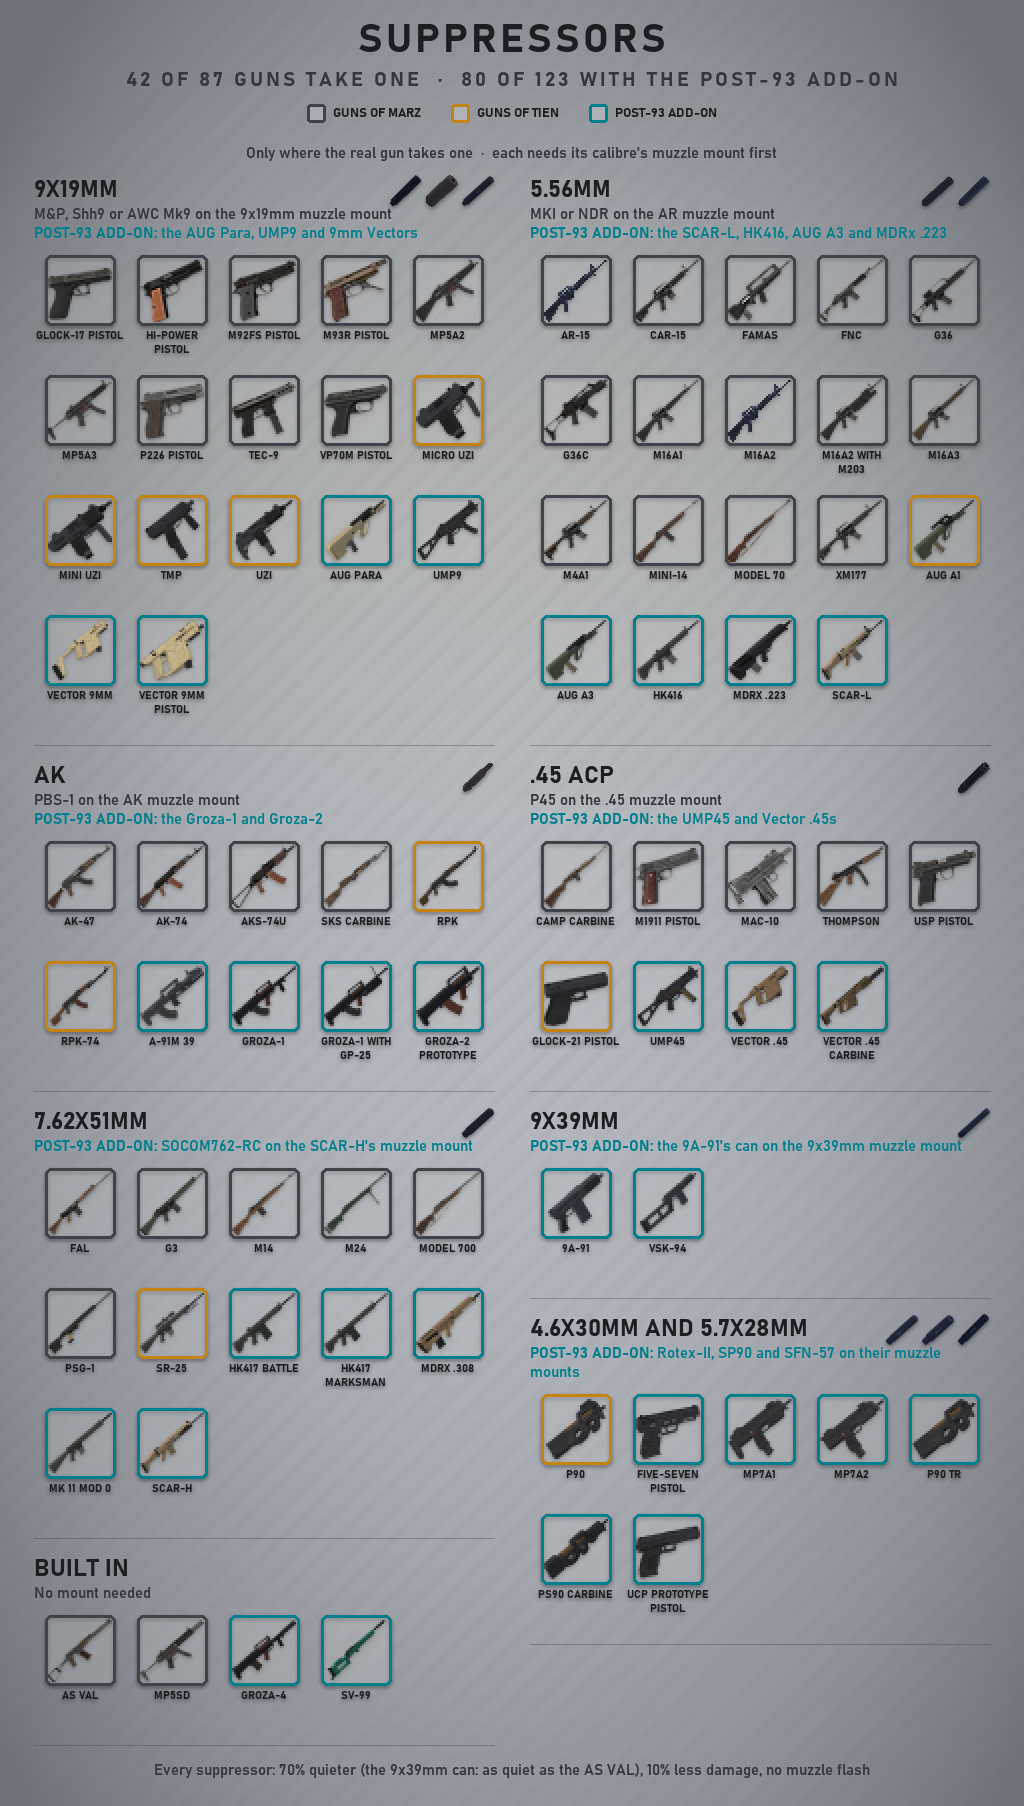 SUPPRESSORS
42 OF 87 GUNS TAKE ONE · 80 OF 123 WITH THE POST-93 ADD-ON
GUNS OF MARZ
GUNS OF TIEN
POST-93 ADD-ON
Only where the real gun takes one · each needs its calibre's muzzle mount first
9X19MM
M&P, Shh9 or AWC Mk9 on the 9x19mm muzzle mount
POST-93 ADD-ON: the AUG Para, UMP9 and 9mm Vectors
GLOCK-17 PISTOL
HI-POWER
PISTOL
M92FS PISTOL
M93R PISTOL
MP5A2
MP5A3
P226 PISTOL
TEC-9
VP70M PISTOL
MICRO UZI
MINI UZI
TMP
UZI
AUG PARA
UMP9
VECTOR 9MM
VECTOR 9MM
PISTOL
5.56MM
MKI or NDR on the AR muzzle mount
POST-93 ADD-ON: the SCAR-L, HK416, AUG A3 and MDRx .223
AR-15
CAR-15
FAMAS
FNC
G36
G36C
M16A1
M16A2
M16A2 WITH
M203
M16A3
M4A1
MINI-14
MODEL 70
XM177
AUG A1
AUG A3
HK416
MDRX .223
SCAR-L
AK
PBS-1 on the AK muzzle mount
POST-93 ADD-ON: the Groza-1 and Groza-2
AK-47
AK-74
AKS-74U
SKS CARBINE
RPK
RPK-74
A-91M 39
GROZA-1
GROZA-1 WITH
GP-25
GROZA-2
PROTOTYPE
.45 ACP
P45 on the .45 muzzle mount
POST-93 ADD-ON: the UMP45 and Vector .45s
CAMP CARBINE
M1911 PISTOL
MAC-10
THOMPSON
USP PISTOL
GLOCK-21 PISTOL
UMP45
VECTOR .45
VECTOR .45
CARBINE
7.62X51MM
POST-93 ADD-ON: SOCOM762-RC on the SCAR-H's muzzle mount
FAL
G3
M14
M24
MODEL 700
PSG-1
SR-25
HK417 BATTLE
HK417
MARKSMAN
MDRX .308
MK 11 MOD 0
SCAR-H
9X39MM
POST-93 ADD-ON: the 9A-91's can on the 9x39mm muzzle mount
9A-91
VSK-94
4.6X30MM AND 5.7X28MM
POST-93 ADD-ON: Rotex-II, SP90 and SFN-57 on their muzzle
mounts
P90
FIVE-SEVEN
PISTOL
MP7A1
MP7A2
P90 TR
PS90 CARBINE
UCP PROTOTYPE
PISTOL
BUILT IN
No mount needed
AS VAL
MP5SD
GROZA-4
SV-99
Every suppressor: 70% quieter (the 9x39mm can: as quiet as the AS VAL), 10% less damage, no muzzle flash